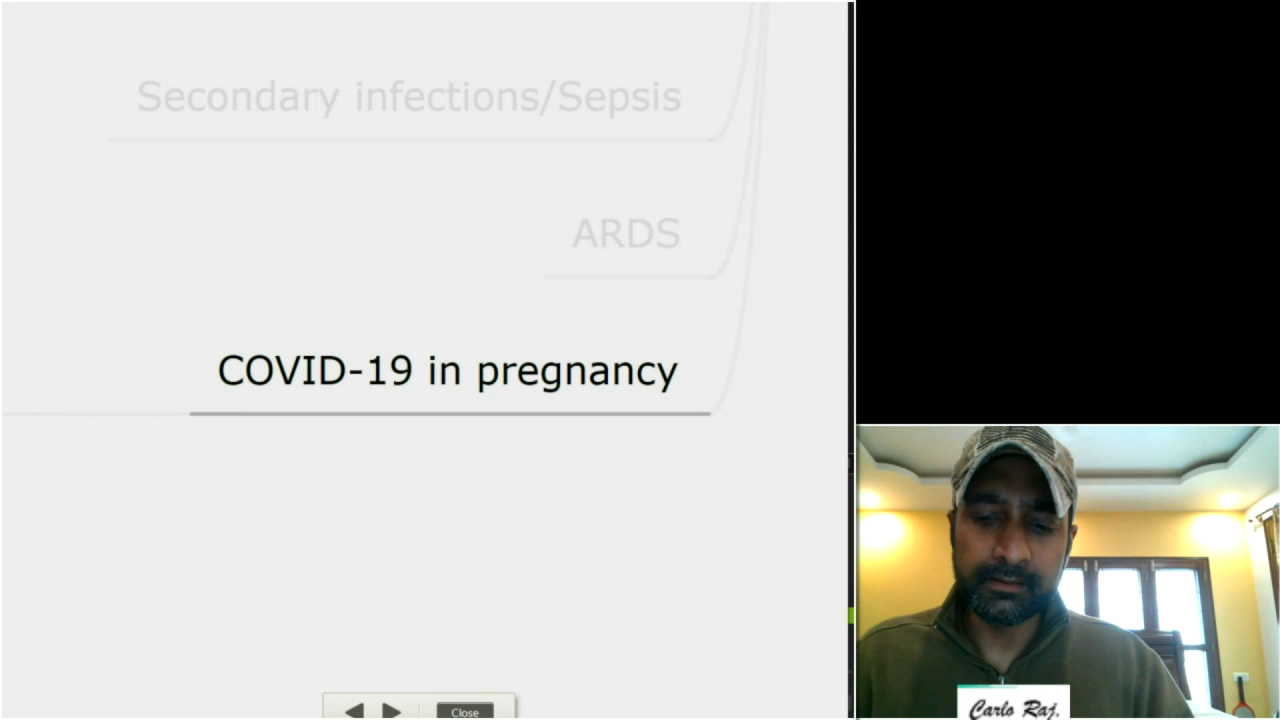 Secondary infections/Sepsis
ARDS
COVID-19 in pregnancy
Close
Carlo Raj.